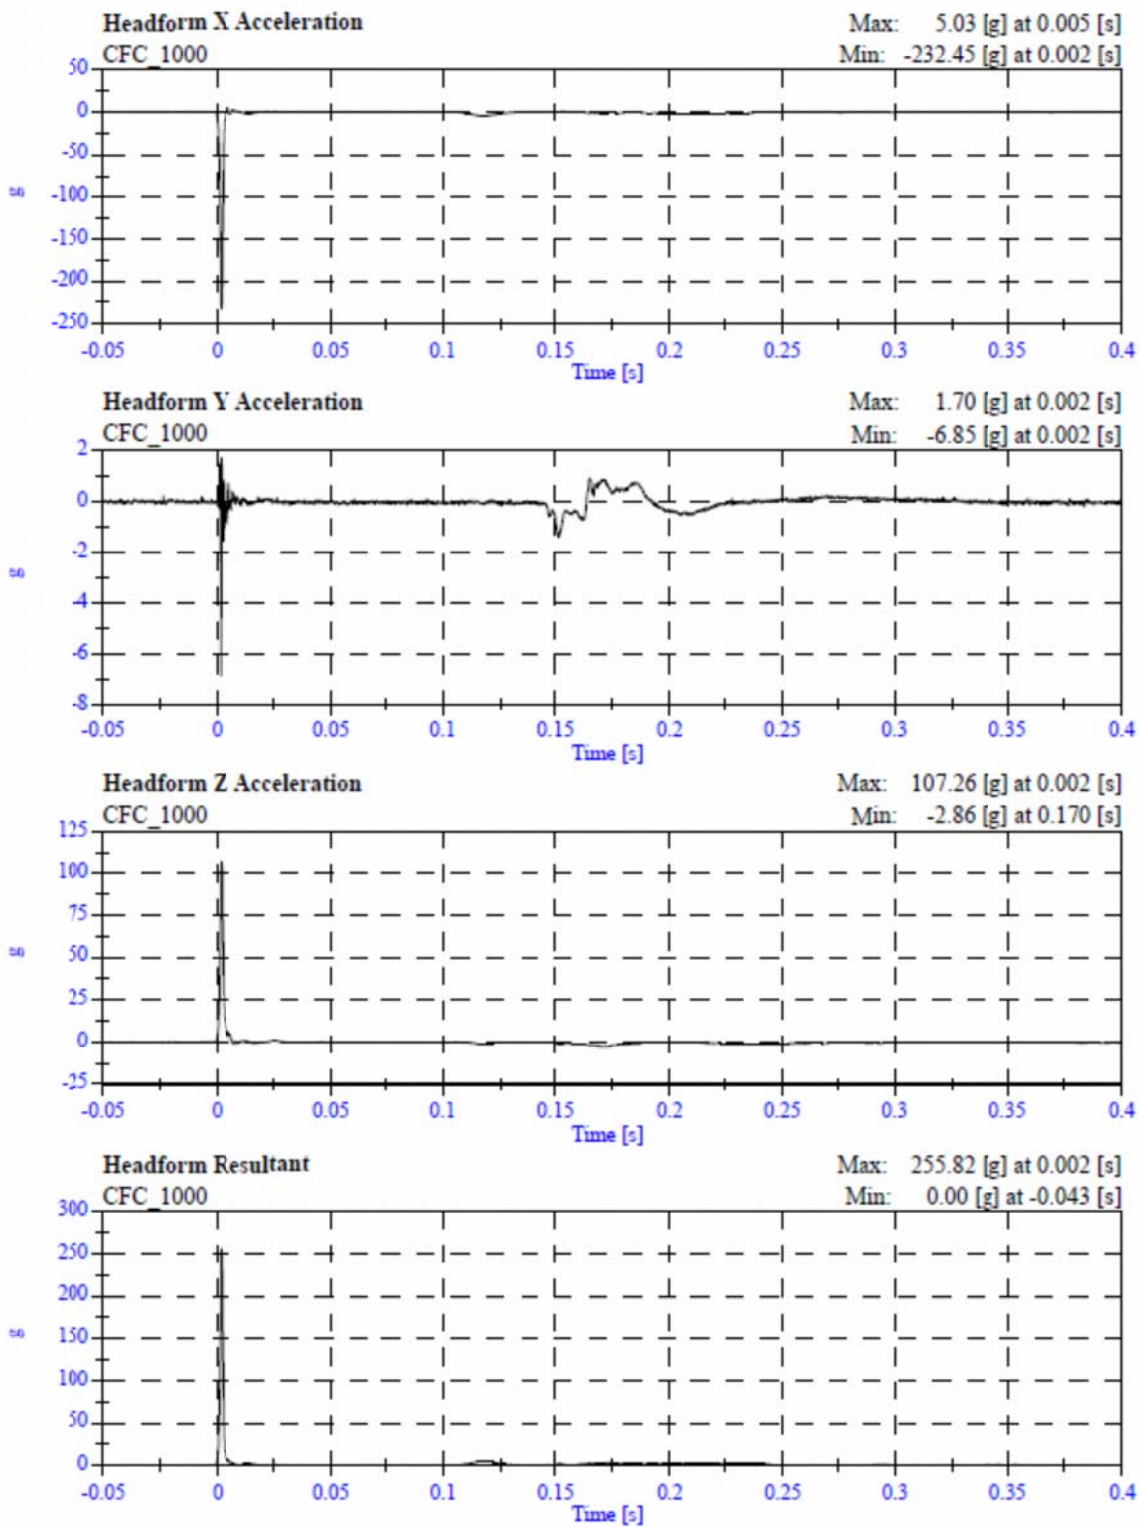 Headform X Acceleration Max: 5.03 [g] at 0.005 [s]
CFC_1000 Min: -232.45 [g] at 0.002 [s]
50
0
-50
-100
-150
-200
-250
g
-0.05 0 0.05 0.1 0.15 0.2 0.25 0.3 0.35 0.4
Time [s]
Headform Y Acceleration Max: 1.70 [g] at 0.002 [s]
CFC_1000 Min: -6.85 [g] at 0.002 [s]
2
0
-2
-4
-6
-8
g
-0.05 0 0.05 0.1 0.15 0.2 0.25 0.3 0.35 0.4
Time [s]
Headform Z Acceleration Max: 107.26 [g] at 0.002 [s]
CFC_1000 Min: -2.86 [g] at 0.170 [s]
125
100
75
50
25
0
-25
g
-0.05 0 0.05 0.1 0.15 0.2 0.25 0.3 0.35 0.4
Time [s]
Headform Resultant Max: 255.82 [g] at 0.002 [s]
CFC_1000 Min: 0.00 [g] at -0.043 [s]
300
250
200
150
100
50
0
g
-0.05 0 0.05 0.1 0.15 0.2 0.25 0.3 0.35 0.4
Time [s]